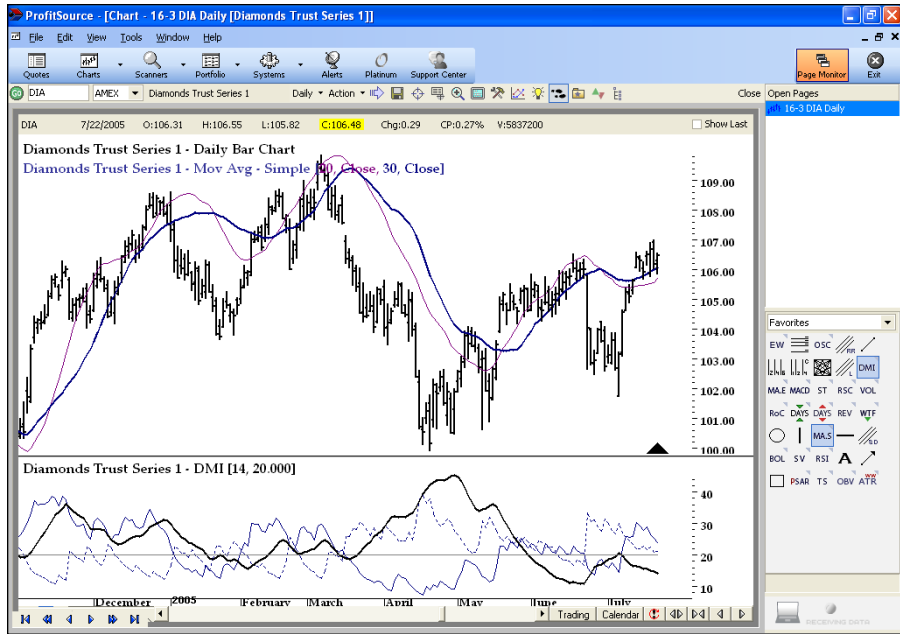 ProfitSource - [Chart - 16-3 DIA Daily [Diamonds Trust Series 1]]
File Edit View Tools Window Help
Quotes Charts Scanners Portfolio Systems Alerts Platinum Support Center Page Monitor Exit
GO DIA AMEX Diamonds Trust Series 1 Daily Action Close Open Pages
16-3 DIA Daily
DIA 7/22/2005 O:106.31 H:106.55 L:105.82 C:106.48 Chg:0.29 CP:0.27% V:5837200 Show Last
Diamonds Trust Series 1 - Daily Bar Chart
Diamonds Trust Series 1 - Mov Avg - Simple Close, 30, Close]
109.00
108.00
107.00
106.00
105.00
104.00
103.00
102.00
101.00
100.00
Diamonds Trust Series 1 - DMI [14, 20.000]
40
30
20
10
December 2005 February March April May June July
Trading Calendar
Favorites
EW OSC RR
L DMI
MA.E MACD ST RSC VOL
RoC DAYS DAYS REV WTF
MA.S SD
BOL SV RSI A
PSAR TS OBV ATR
RECEIVING DATA